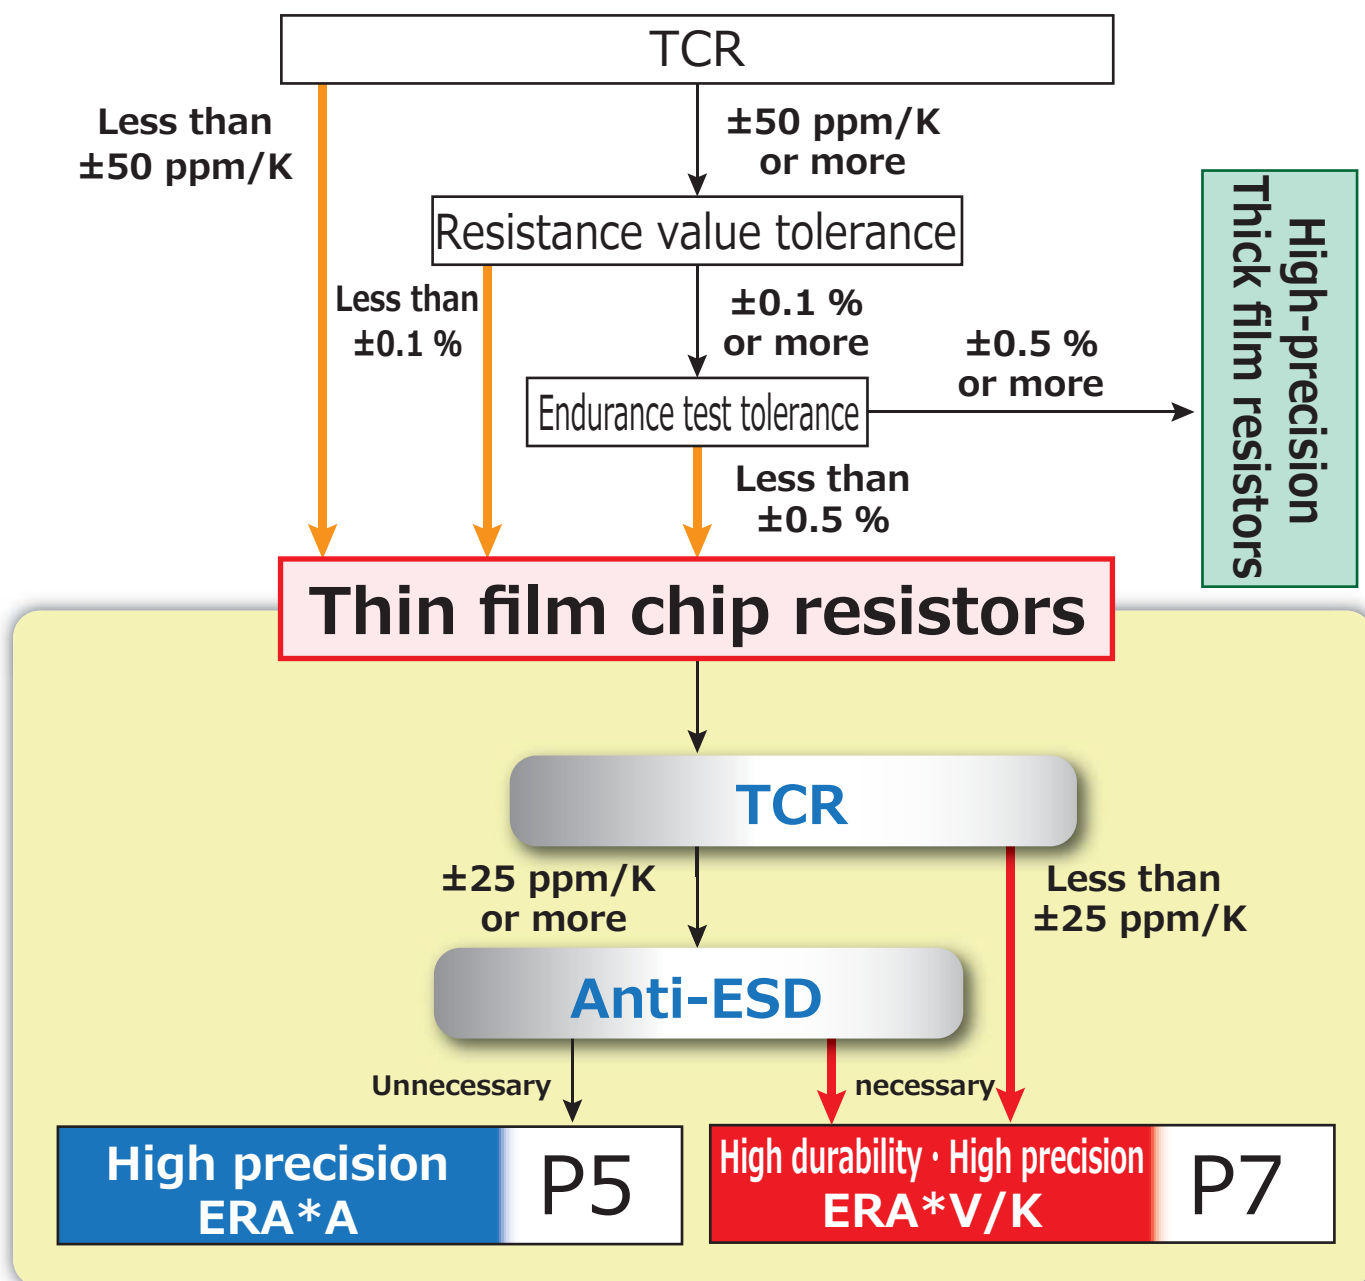 TCR
Less than
±50 ppm/K
±50 ppm/K
or more
Resistance value tolerance
Less than
±0.1 %
±0.1 %
or more
Endurance test tolerance
±0.5 %
or more
High-precision
Thick film resistors
Less than
±0.5 %
Thin film chip resistors
TCR
±25 ppm/K
or more
Less than
±25 ppm/K
Anti-ESD
Unnecessary
necessary
High precision
ERA*A
P5
High durability · High precision
ERA*V/K
P7